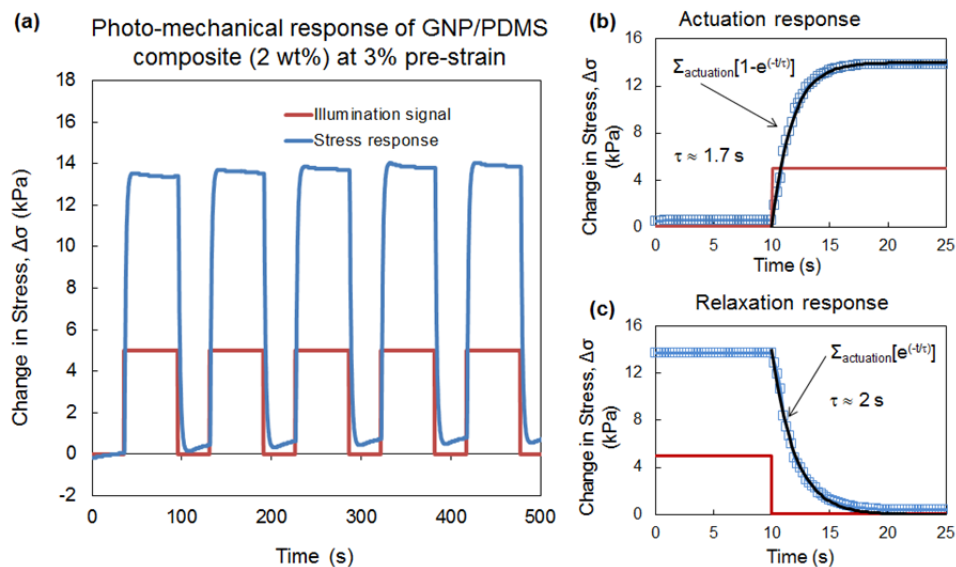 (a)
Photo-mechanical response of GNP/PDMS
composite (2 wt%) at 3% pre-strain
18
16
14
12
10
8
6
4
2
0
-2
Change in Stress, Δσ (kPa)
Illumination signal
Stress response
0 100 200 300 400 500
Time (s)
(b)
Actuation response
16
12
8
4
0
Change in Stress, Δσ
(kPa)
Σactuation[1-e(-t/τ)]
τ ≈ 1.7 s
0 5 10 15 20 25
Time (s)
(c)
Relaxation response
16
12
8
4
0
Change in Stress, Δσ
(kPa)
Σactuation[e(-t/τ)]
τ ≈ 2 s
0 5 10 15 20 25
Time (s)